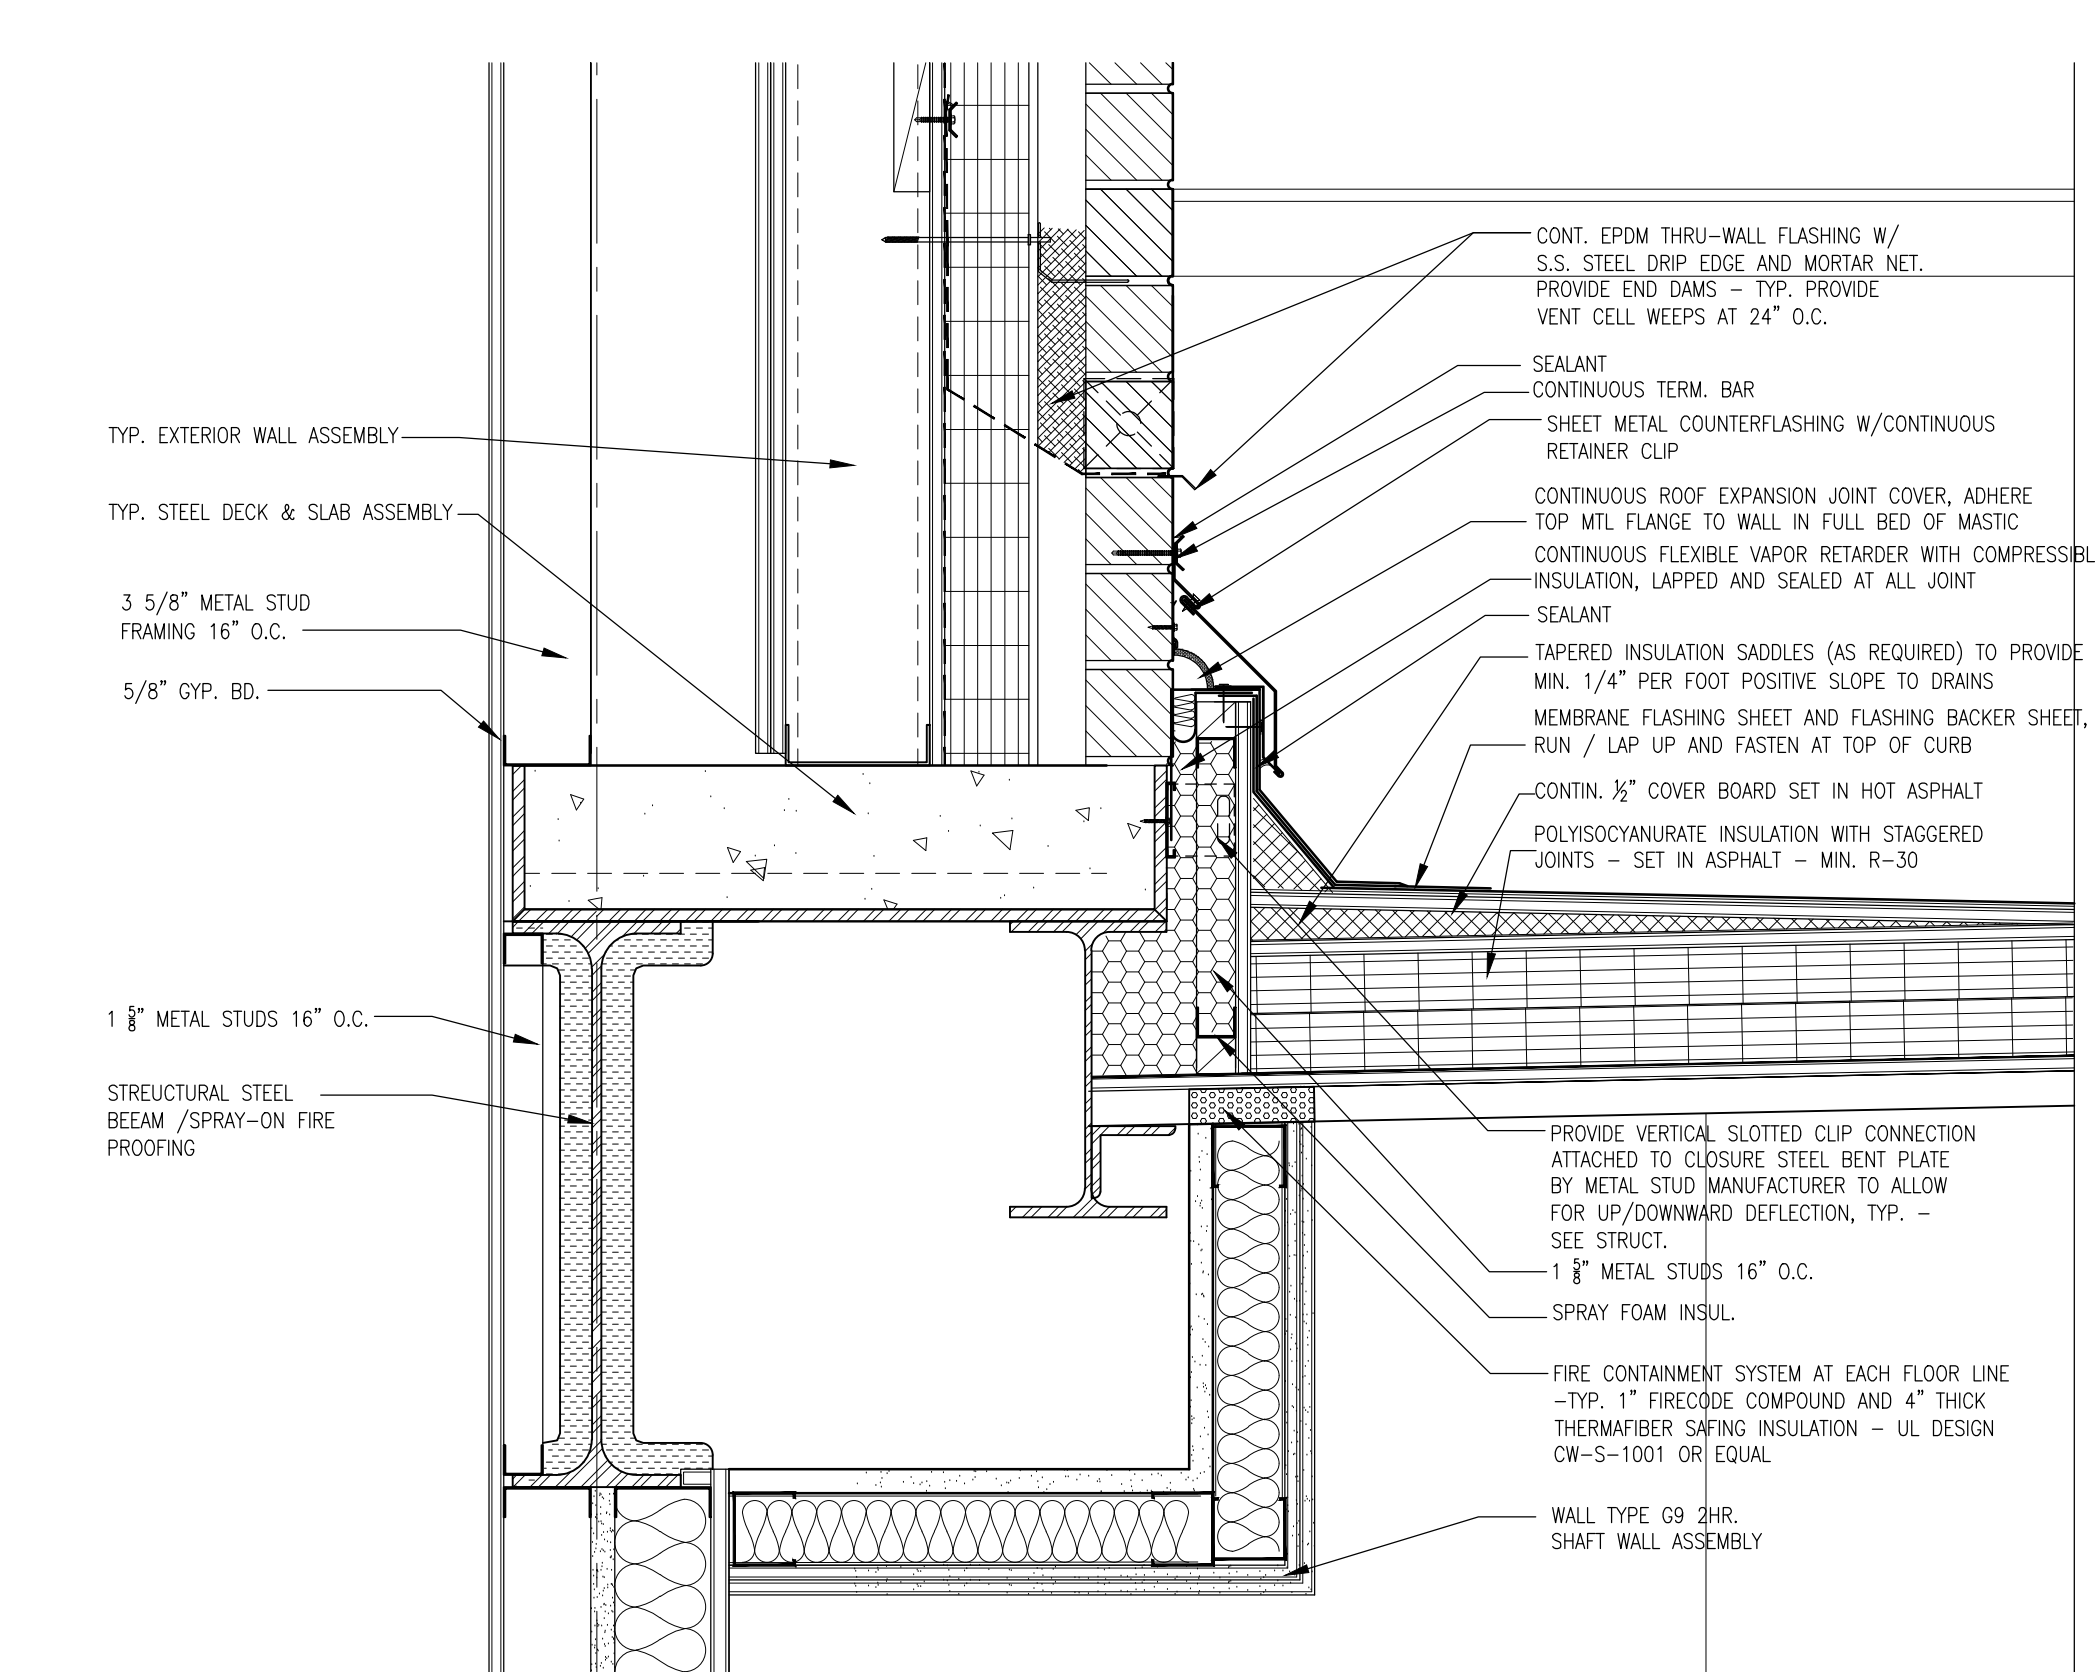 TYP. EXTERIOR WALL ASSEMBLY
TYP. STEEL DECK & SLAB ASSEMBLY
3 5/8" METAL STUD
FRAMING 16" O.C.
5/8" GYP. BD.
1 ⅝" METAL STUDS 16" O.C.
STREUCTURAL STEEL
BEEAM /SPRAY-ON FIRE
PROOFING
CONT. EPDM THRU-WALL FLASHING W/
S.S. STEEL DRIP EDGE AND MORTAR NET.
PROVIDE END DAMS - TYP. PROVIDE
VENT CELL WEEPS AT 24" O.C.
SEALANT
CONTINUOUS TERM. BAR
SHEET METAL COUNTERFLASHING W/CONTINUOUS
RETAINER CLIP
CONTINUOUS ROOF EXPANSION JOINT COVER, ADHERE
TOP MTL FLANGE TO WALL IN FULL BED OF MASTIC
CONTINUOUS FLEXIBLE VAPOR RETARDER WITH COMPRESSIBL
INSULATION, LAPPED AND SEALED AT ALL JOINT
SEALANT
TAPERED INSULATION SADDLES (AS REQUIRED) TO PROVIDE
MIN. 1/4" PER FOOT POSITIVE SLOPE TO DRAINS
MEMBRANE FLASHING SHEET AND FLASHING BACKER SHEET,
RUN / LAP UP AND FASTEN AT TOP OF CURB
CONTIN. ½" COVER BOARD SET IN HOT ASPHALT
POLYISOCYANURATE INSULATION WITH STAGGERED
JOINTS - SET IN ASPHALT - MIN. R-30
PROVIDE VERTICAL SLOTTED CLIP CONNECTION
ATTACHED TO CLOSURE STEEL BENT PLATE
BY METAL STUD MANUFACTURER TO ALLOW
FOR UP/DOWNWARD DEFLECTION, TYP. -
SEE STRUCT.
1 ⅝" METAL STUDS 16" O.C.
SPRAY FOAM INSUL.
FIRE CONTAINMENT SYSTEM AT EACH FLOOR LINE
-TYP. 1" FIRECODE COMPOUND AND 4" THICK
THERMAFIBER SAFING INSULATION - UL DESIGN
CW-S-1001 OR EQUAL
WALL TYPE G9 2HR.
SHAFT WALL ASSEMBLY